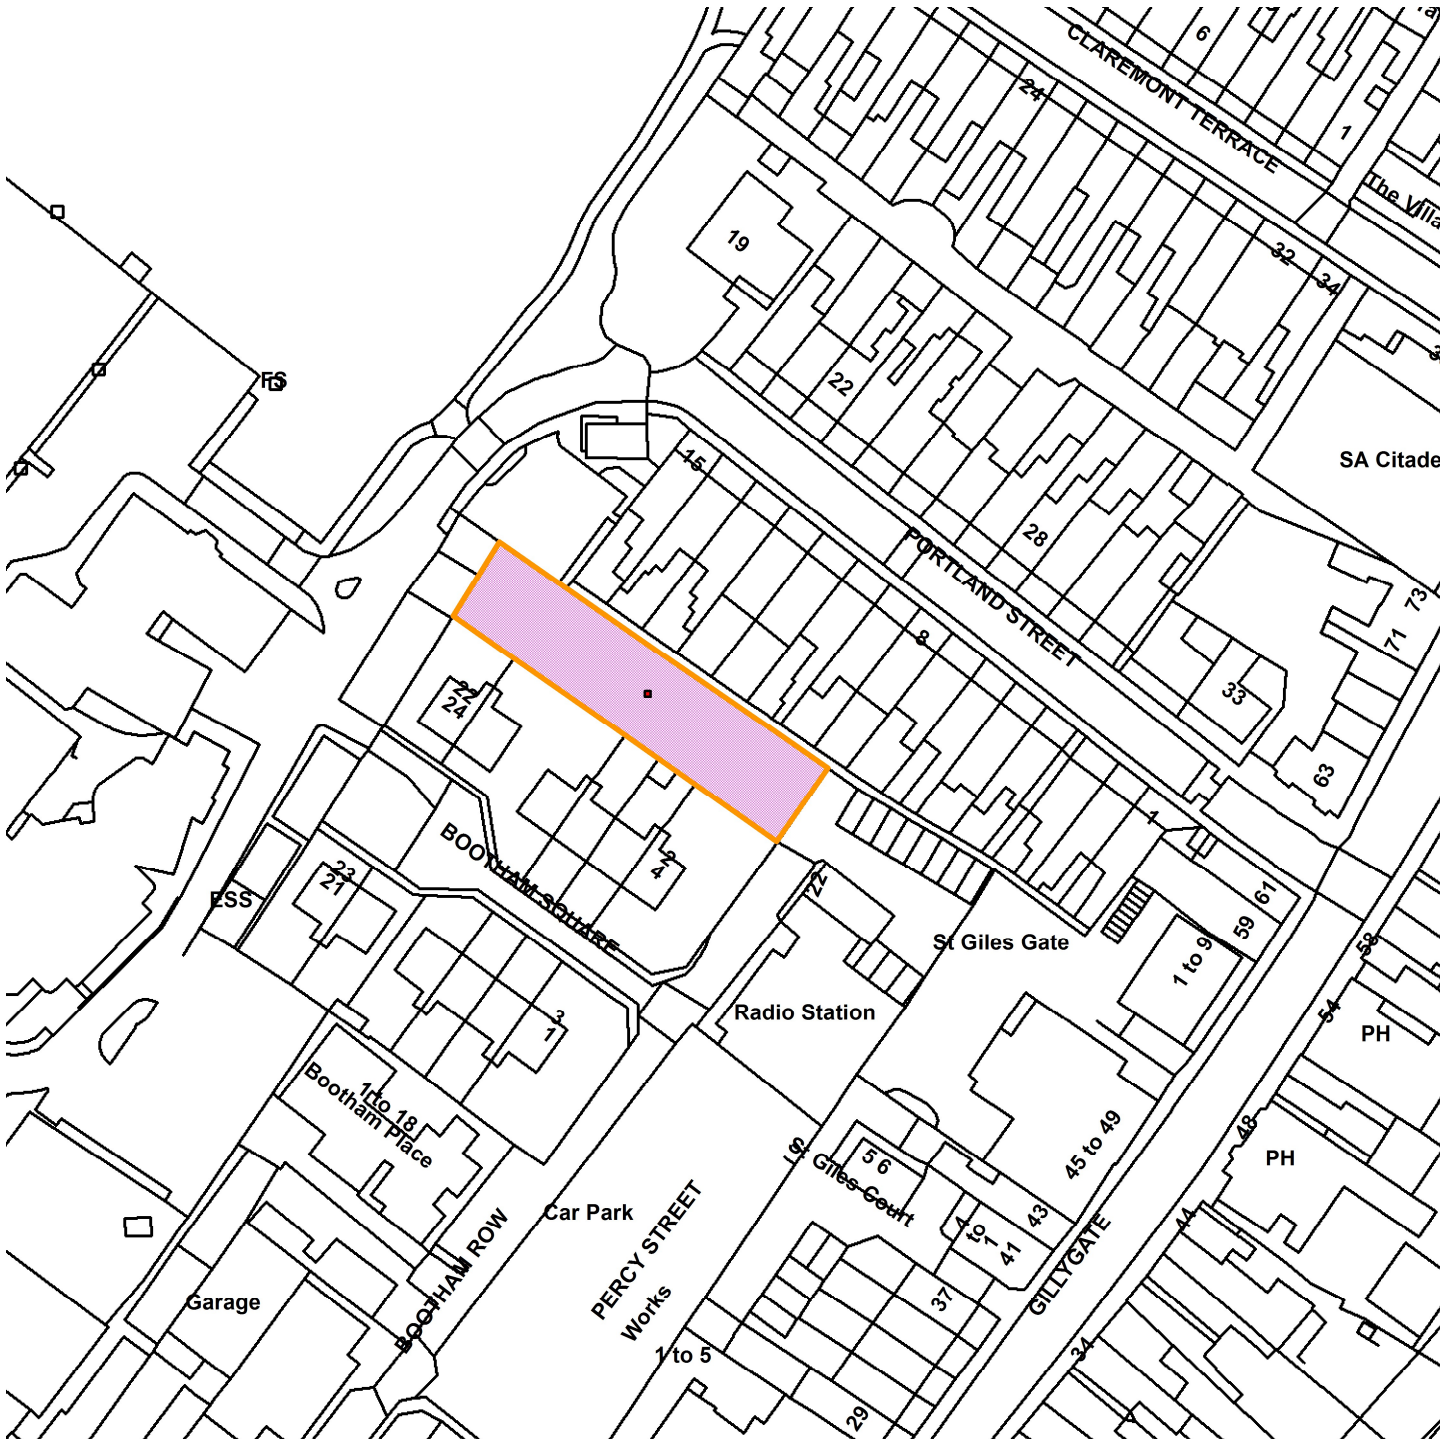 6
CLAREMONT TERRACE
24
1
The Villa
19
32
34
FS
22
15
SA Citade
28
PORTLAND STREET
73
71
8
22
24
33
63
1
BOOTHAM SQUARE
2
4
23
21
22
61
59
ESS
St Giles Gate
58
1 to 9
Radio Station
54
PH
3
1
1 to 18
Bootham Place
45 to 49
48
PH
5 6
St Giles Court
Car Park
PERCY STREET
4
to
1
43
41
44
BOOTHAM ROW
GILLYGATE
Garage
Works
37
34
1 to 5
29